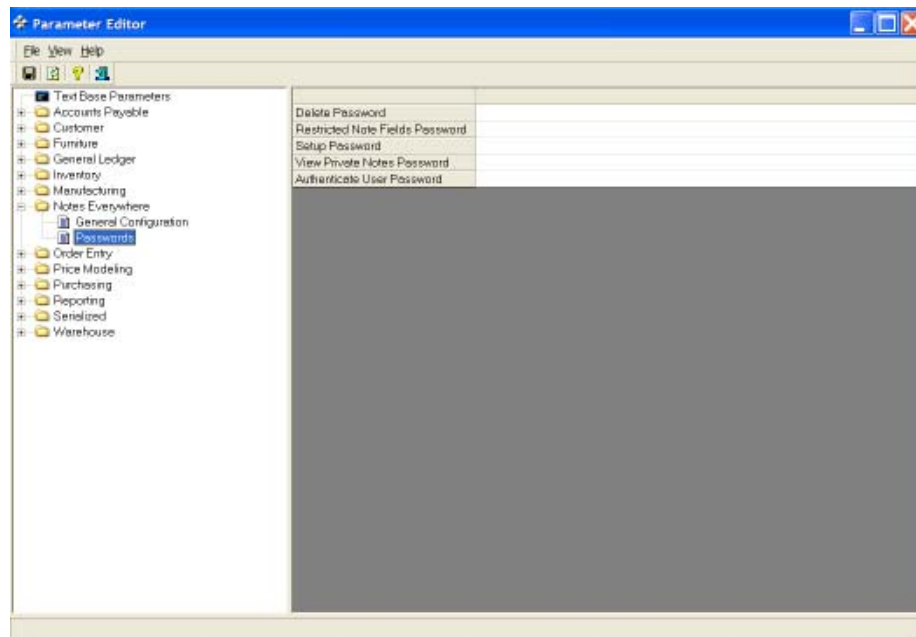 Parameter Editor
File View Help
Text Base Parameters
Accounts Payable
Customer
Furniture
General Ledger
Inventory
Manufacturing
Notes Everywhere
General Configuration
Passwords
Order Entry
Price Modeling
Purchasing
Reporting
Serialized
Warehouse
Delete Password
Restricted Note Fields Password
Setup Password
View Private Notes Password
Authenticate User Password